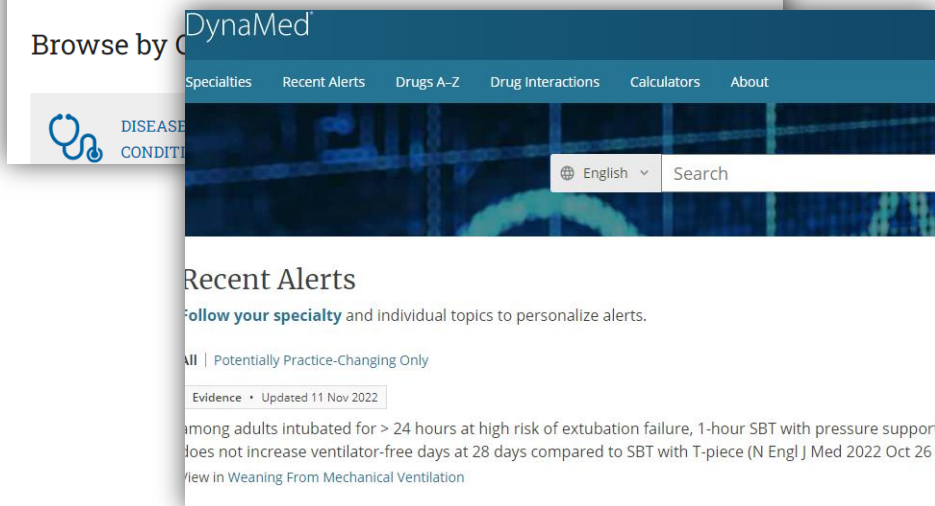 Browse by
DISEASE
CONDITI
DynaMed
Specialties Recent Alerts Drugs A–Z Drug Interactions Calculators About
English Search
Recent Alerts
Follow your specialty and individual topics to personalize alerts.
All | Potentially Practice-Changing Only
Evidence • Updated 11 Nov 2022
among adults intubated for > 24 hours at high risk of extubation failure, 1-hour SBT with pressure support
does not increase ventilator-free days at 28 days compared to SBT with T-piece (N Engl J Med 2022 Oct 26
View in Weaning From Mechanical Ventilation